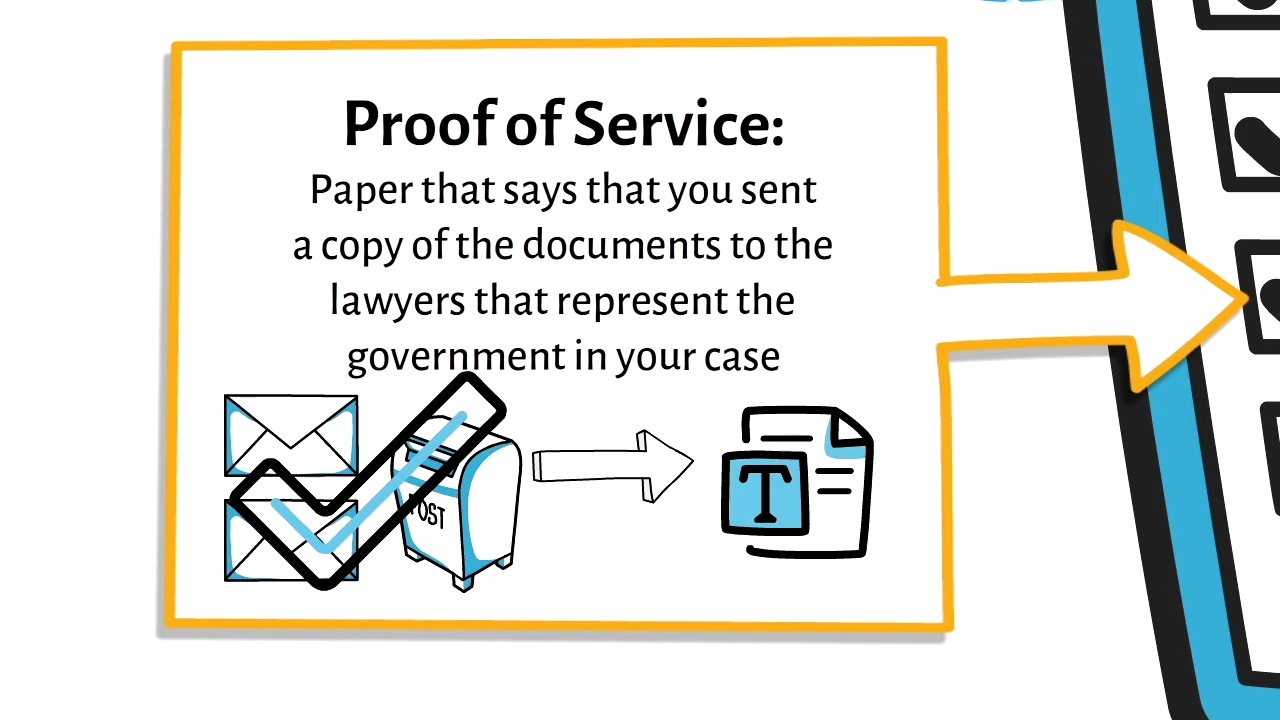 Proof of Service:
Paper that says that you sent
a copy of the documents to the
lawyers that represent the
government in your case
POST
T